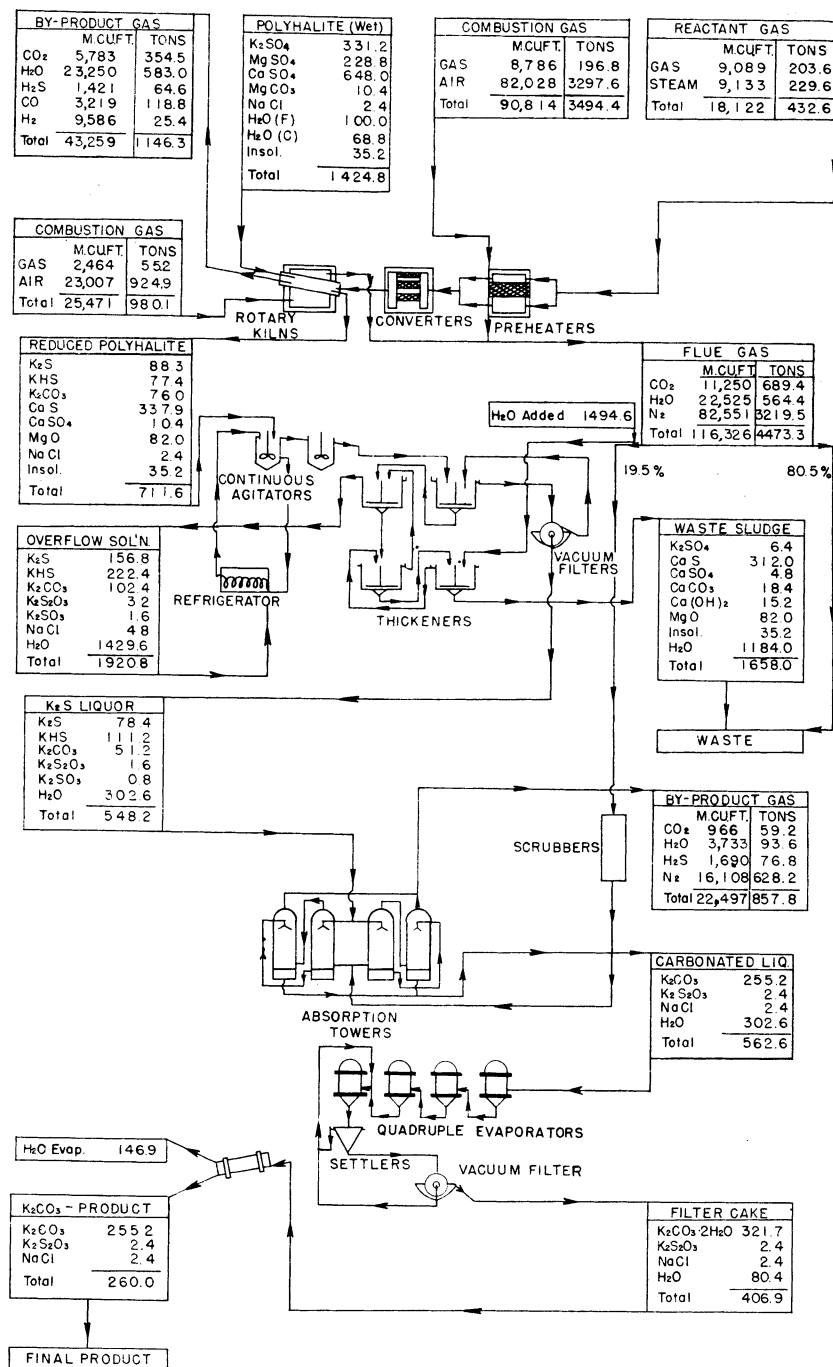 BY-PRODUCT GAS
M.CU.FT. TONS
CO₂ 5,783 354.5
H₂O 23,250 583.0
H₂S 1,421 64.6
CO 3,219 118.8
H₂ 9,586 25.4
Total 43,259 1146.3
POLYHALITE (Wet)
K₂SO₄ 331.2
MgSO₄ 228.8
CaSO₄ 648.0
MgCO₃ 10.4
NaCl 2.4
H₂O (F) 100.0
H₂O (C) 68.8
Insol. 35.2
Total 1424.8
COMBUSTION GAS
M.CU.FT. TONS
GAS 8,786 196.8
AIR 82,028 3297.6
Total 90,814 3494.4
REACTANT GAS
M.CU.FT. TONS
GAS 9,089 203.6
STEAM 9,133 229.6
Total 18,122 432.6
COMBUSTION GAS
M.CU.FT. TONS
GAS 2,464 55.2
AIR 23,007 924.9
Total 25,471 980.1
ROTARY KILNS
CONVERTERS
PREHEATERS
REDUCED POLYHALITE
K₂S 88.3
KHS 77.4
K₂CO₃ 76.0
CaS 337.9
CaSO₄ 10.4
MgO 82.0
NaCl 2.4
Insol. 35.2
Total 711.6
FLUE GAS
M.CU.FT. TONS
CO₂ 11,250 689.4
H₂O 22,525 564.4
N₂ 82,551 3219.5
Total 116,326 4473.3
H₂O Added 1494.6
19.5% 80.5%
CONTINUOUS AGITATORS
OVERFLOW SOL'N.
K₂S 156.8
KHS 222.4
K₂CO₃ 102.4
K₂S₂O₃ 3.2
K₂SO₃ 1.6
NaCl 4.8
H₂O 1429.6
Total 1920.8
REFRIGERATOR
THICKENERS
VACUUM FILTERS
WASTE SLUDGE
K₂SO₄ 6.4
CaS 312.0
CaSO₄ 4.8
CaCO₃ 18.4
Ca(OH)₂ 15.2
MgO 82.0
Insol. 35.2
H₂O 1184.0
Total 1658.0
WASTE
K₂S LIQUOR
K₂S 78.4
KHS 111.2
K₂CO₃ 51.2
K₂S₂O₃ 1.6
K₂SO₃ 0.8
H₂O 302.6
Total 548.2
SCRUBBERS
BY-PRODUCT GAS
M.CU.FT. TONS
CO₂ 966 59.2
H₂O 3,733 93.6
H₂S 1,690 76.8
N₂ 16,108 628.2
Total 22,497 857.8
ABSORPTION TOWERS
CARBONATED LIQ.
K₂CO₃ 255.2
K₂S₂O₃ 2.4
NaCl 2.4
H₂O 302.6
Total 562.6
QUADRUPLE EVAPORATORS
SETTLERS
VACUUM FILTER
H₂O Evap. 146.9
K₂CO₃ - PRODUCT
K₂CO₃ 255.2
K₂S₂O₃ 2.4
NaCl 2.4
Total 260.0
FILTER CAKE
K₂CO₃·2H₂O 321.7
K₂S₂O₃ 2.4
NaCl 2.4
H₂O 80.4
Total 406.9
FINAL PRODUCT